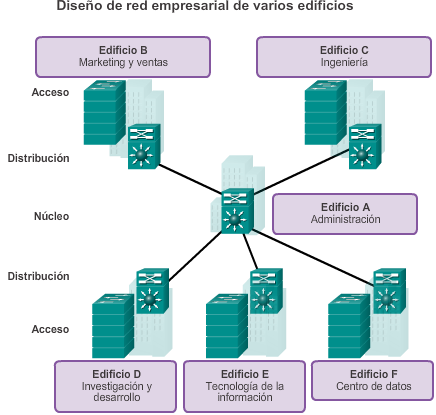 Diseño de red empresarial de varios edificios
Edificio B
Marketing y ventas
Edificio C
Ingeniería
Acceso
Distribución
Edificio A
Administración
Núcleo
Distribución
Acceso
Edificio D
Investigación y
desarrollo
Edificio E
Tecnología de la
información
Edificio F
Centro de datos